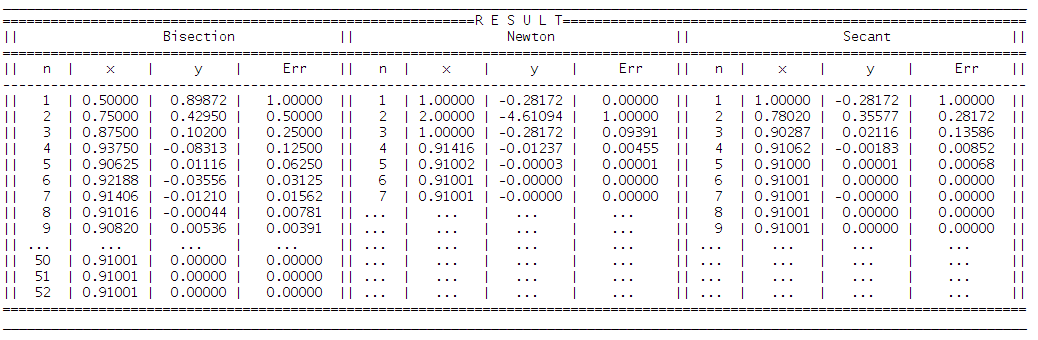 R E S U L T
|| Bisection || Newton || Secant ||
|| n | x | y | Err || n | x | y | Err || n | x | y | Err ||
|| 1 | 0.50000 | 0.89872 | 1.00000 || 1 | 1.00000 | -0.28172 | 0.00000 || 1 | 1.00000 | -0.28172 | 1.00000 ||
|| 2 | 0.75000 | 0.42950 | 0.50000 || 2 | 2.00000 | -4.61094 | 1.00000 || 2 | 0.78020 | 0.35577 | 0.28172 ||
|| 3 | 0.87500 | 0.10200 | 0.25000 || 3 | 1.00000 | -0.28172 | 0.09391 || 3 | 0.90287 | 0.02116 | 0.13586 ||
|| 4 | 0.93750 | -0.08313 | 0.12500 || 4 | 0.91416 | -0.01237 | 0.00455 || 4 | 0.91062 | -0.00183 | 0.00852 ||
|| 5 | 0.90625 | 0.01116 | 0.06250 || 5 | 0.91002 | -0.00003 | 0.00001 || 5 | 0.91000 | 0.00001 | 0.00068 ||
|| 6 | 0.92188 | -0.03556 | 0.03125 || 6 | 0.91001 | -0.00000 | 0.00000 || 6 | 0.91001 | 0.00000 | 0.00000 ||
|| 7 | 0.91406 | -0.01210 | 0.01562 || 7 | 0.91001 | -0.00000 | 0.00000 || 7 | 0.91001 | -0.00000 | 0.00000 ||
|| 8 | 0.91016 | -0.00044 | 0.00781 || ... | ... | ... | ... || 8 | 0.91001 | 0.00000 | 0.00000 ||
|| 9 | 0.90820 | 0.00536 | 0.00391 || ... | ... | ... | ... || 9 | 0.91001 | 0.00000 | 0.00000 ||
|| ... | ... | ... | ... || ... | ... | ... | ... || ... | ... | ... | ... ||
|| 50 | 0.91001 | 0.00000 | 0.00000 || ... | ... | ... | ... || ... | ... | ... | ... ||
|| 51 | 0.91001 | 0.00000 | 0.00000 || ... | ... | ... | ... || ... | ... | ... | ... ||
|| 52 | 0.91001 | 0.00000 | 0.00000 || ... | ... | ... | ... || ... | ... | ... | ... ||